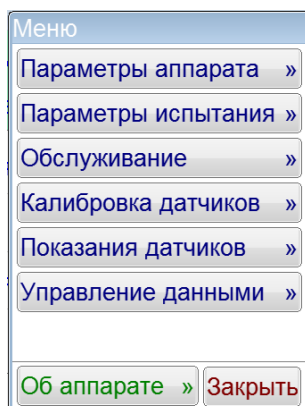 Меню
Параметры аппарата »
Параметры испытания »
Обслуживание »
Калибровка датчиков »
Показания датчиков »
Управление данными »
Об аппарате » Закрыть